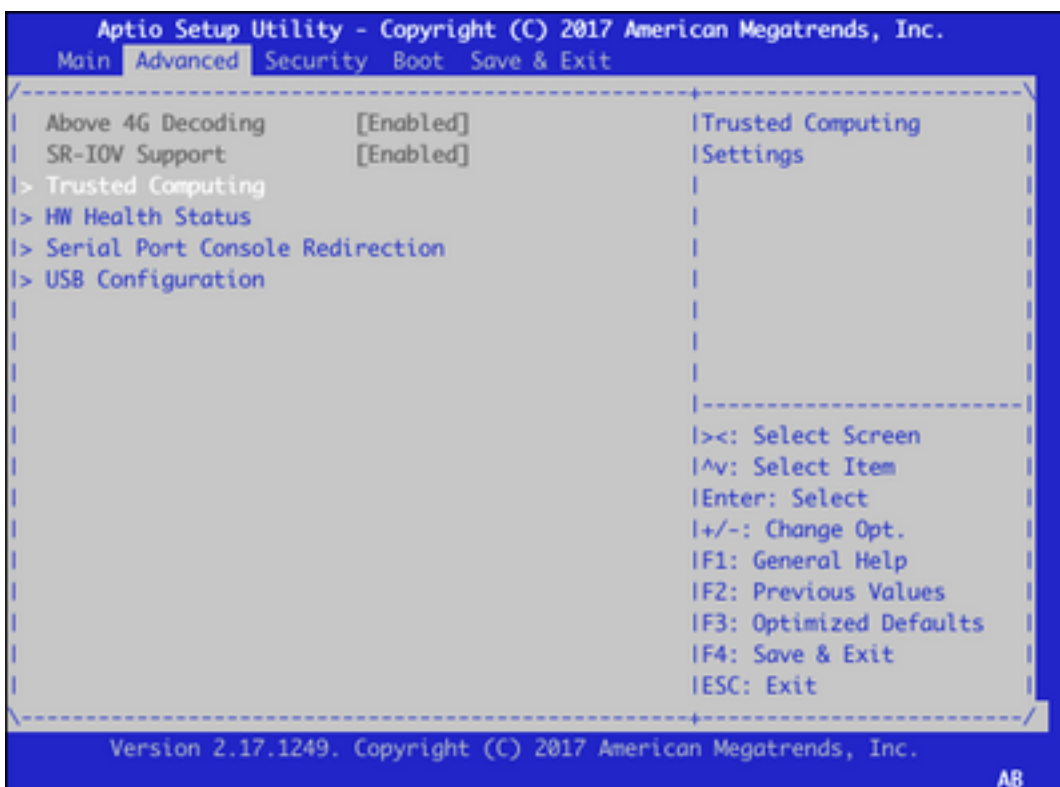 Aptio Setup Utility - Copyright (C) 2017 American Megatrends, Inc.
Main Advanced Security Boot Save & Exit
Above 4G Decoding [Enabled]
SR-IOV Support [Enabled]
> Trusted Computing
> HW Health Status
> Serial Port Console Redirection
> USB Configuration
Trusted Computing
Settings
><: Select Screen
^v: Select Item
Enter: Select
+/-: Change Opt.
F1: General Help
F2: Previous Values
F3: Optimized Defaults
F4: Save & Exit
ESC: Exit
Version 2.17.1249. Copyright (C) 2017 American Megatrends, Inc.
AB